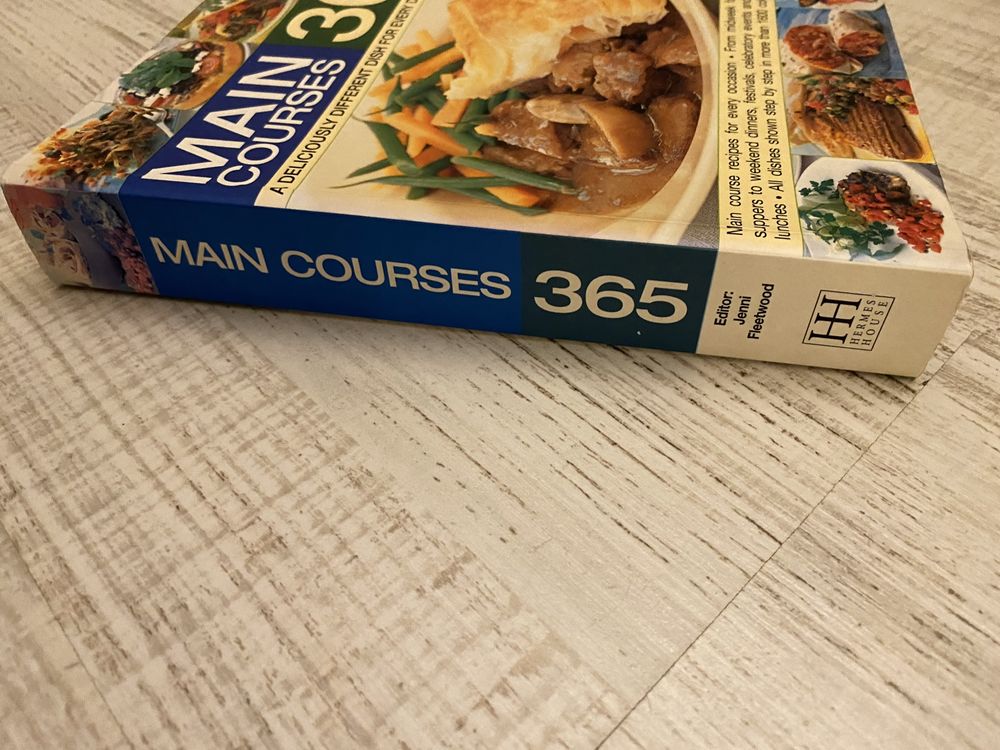 MAIN
COURSES
A DELICIOUSLY DIFFERENT DISH FOR EVERY
Main course recipes for every occasion • From midweek
suppers to weekend dinners, festivals, celebratory events and
lunches • All dishes shown step by step in more than 1600
MAIN COURSES 365
Editor:
Jenni
Fleetwood
HH
HERMES
HOUSE